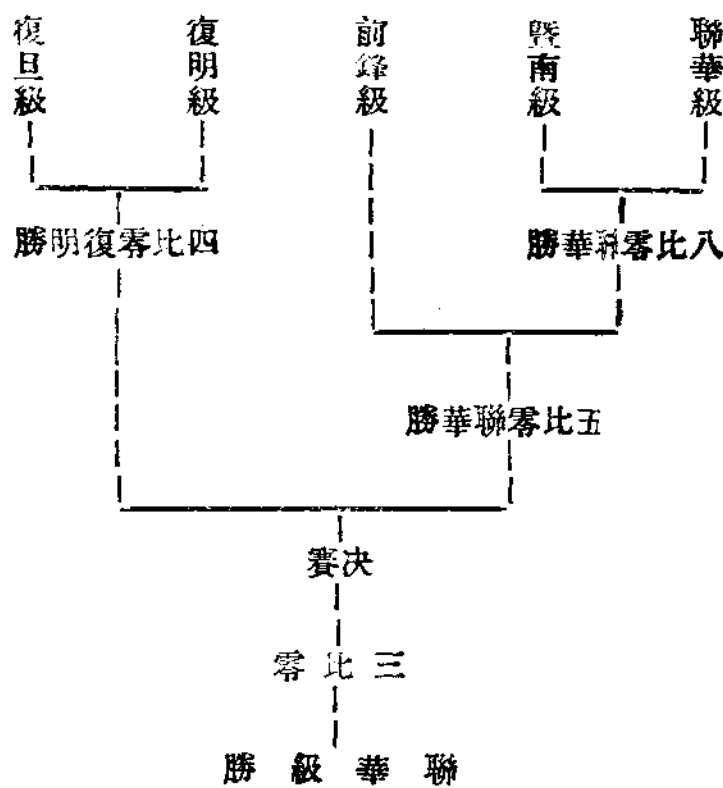 聯華級
暨南級
前鋒級
復明級
復旦級
八比零聯華勝
四比零復明勝
五比零聯華勝
决賽
三比零
聯華級勝